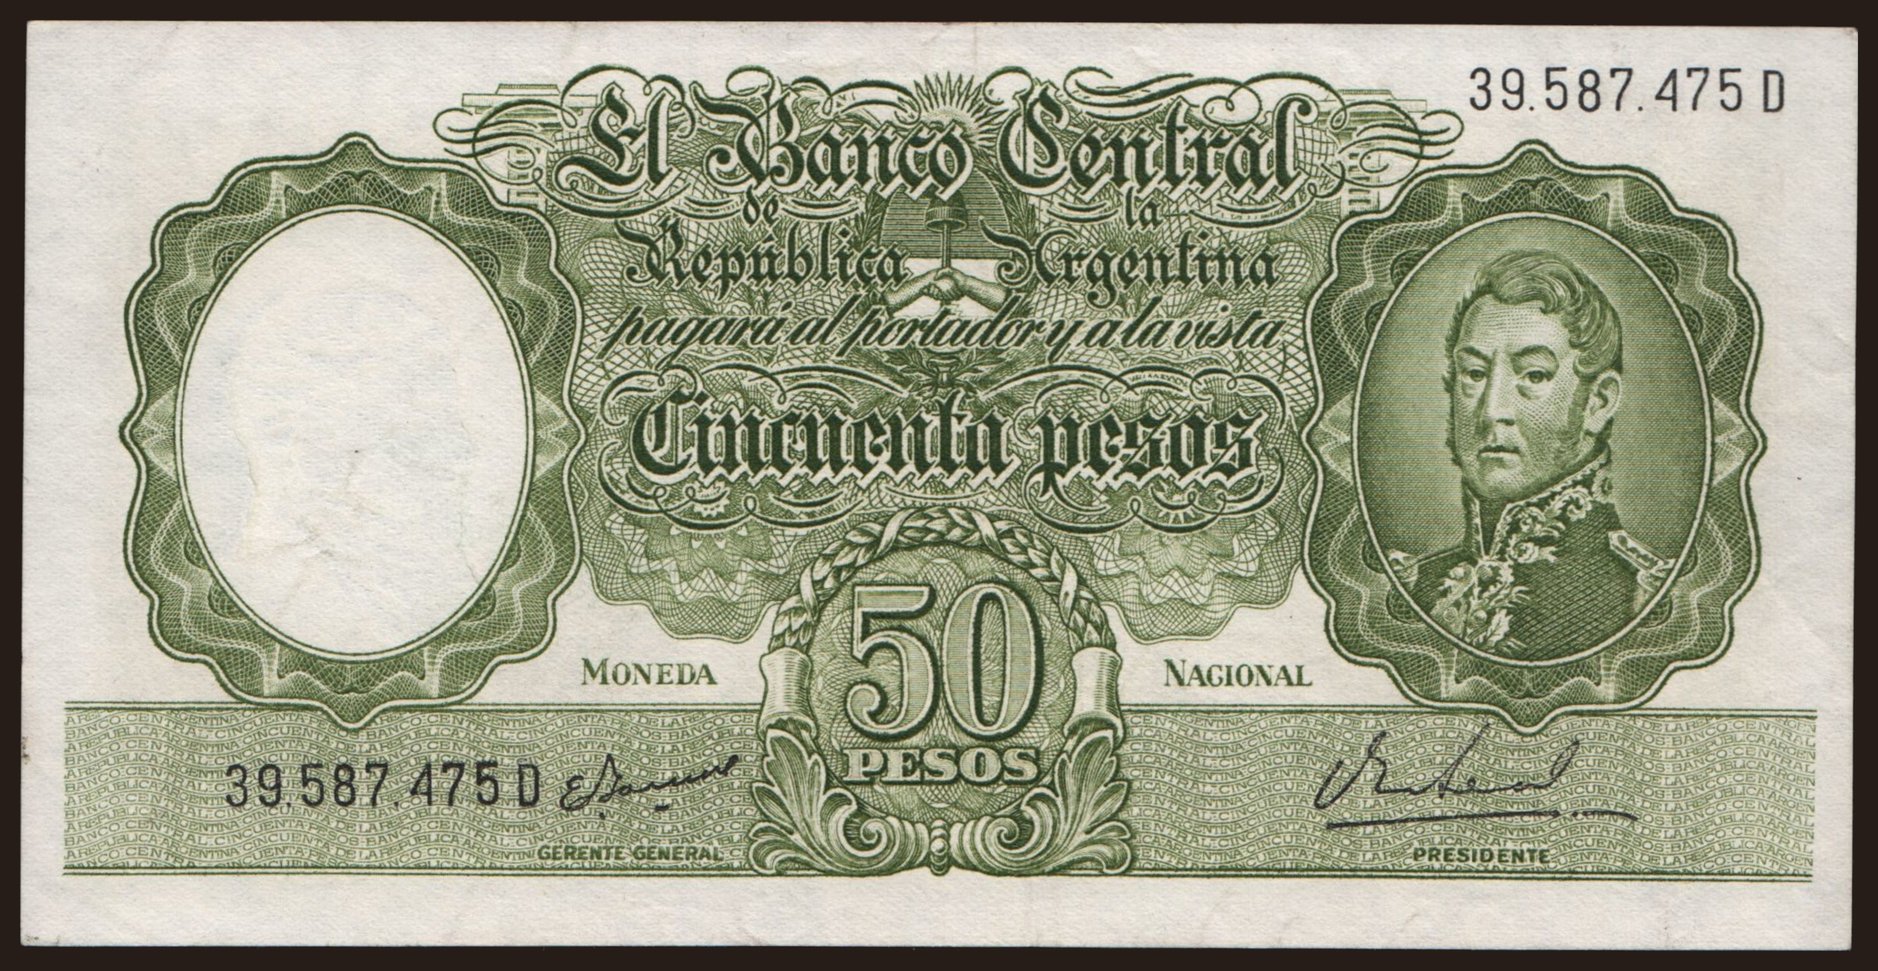 39.587.475 D
El Banco Central
de la
República Argentina
pagará al portador y a la vista
Cincuenta pesos
MONEDA NACIONAL
50
PESOS
39.587.475 D
GERENTE GENERAL
PRESIDENTE